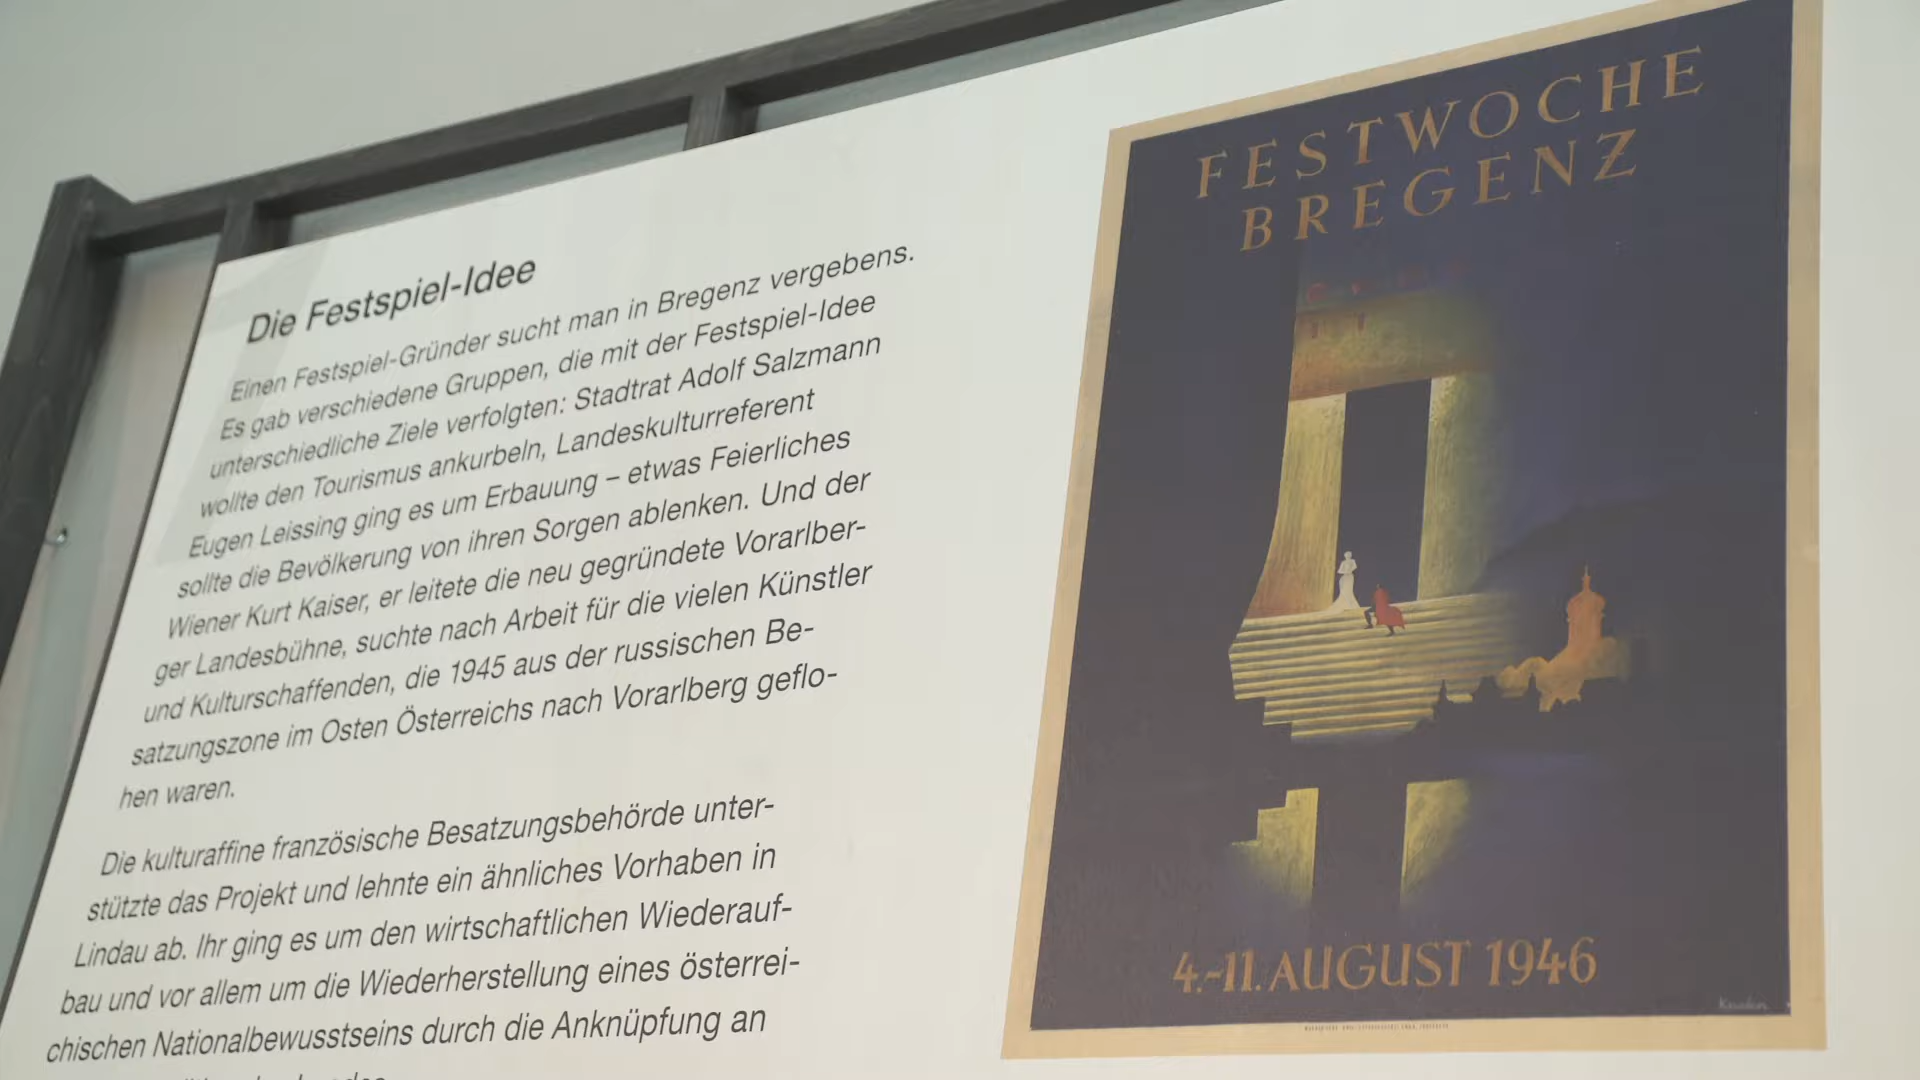 Die Festspiel-Idee
Einen Festspiel-Gründer sucht man in Bregenz vergebens.
Es gab verschiedene Gruppen, die mit der Festspiel-Idee
unterschiedliche Ziele verfolgten: Stadtrat Adolf Salzmann
wollte den Tourismus ankurbeln, Landeskulturreferent
Eugen Leissing ging es um Erbauung – etwas Feierliches
sollte die Bevölkerung von ihren Sorgen ablenken. Und der
Wiener Kurt Kaiser, er leitete die neu gegründete Vorarlber-
ger Landesbühne, suchte nach Arbeit für die vielen Künstler
und Kulturschaffenden, die 1945 aus der russischen Be-
satzungszone im Osten Österreichs nach Vorarlberg geflo-
hen waren.
Die kulturaffine französische Besatzungsbehörde unter-
stützte das Projekt und lehnte ein ähnliches Vorhaben in
Lindau ab. Ihr ging es um den wirtschaftlichen Wiederauf-
bau und vor allem um die Wiederherstellung eines österrei-
chischen Nationalbewusstseins durch die Anknüpfung an
FESTWOCHE
BREGENZ
4.-11. AUGUST 1946